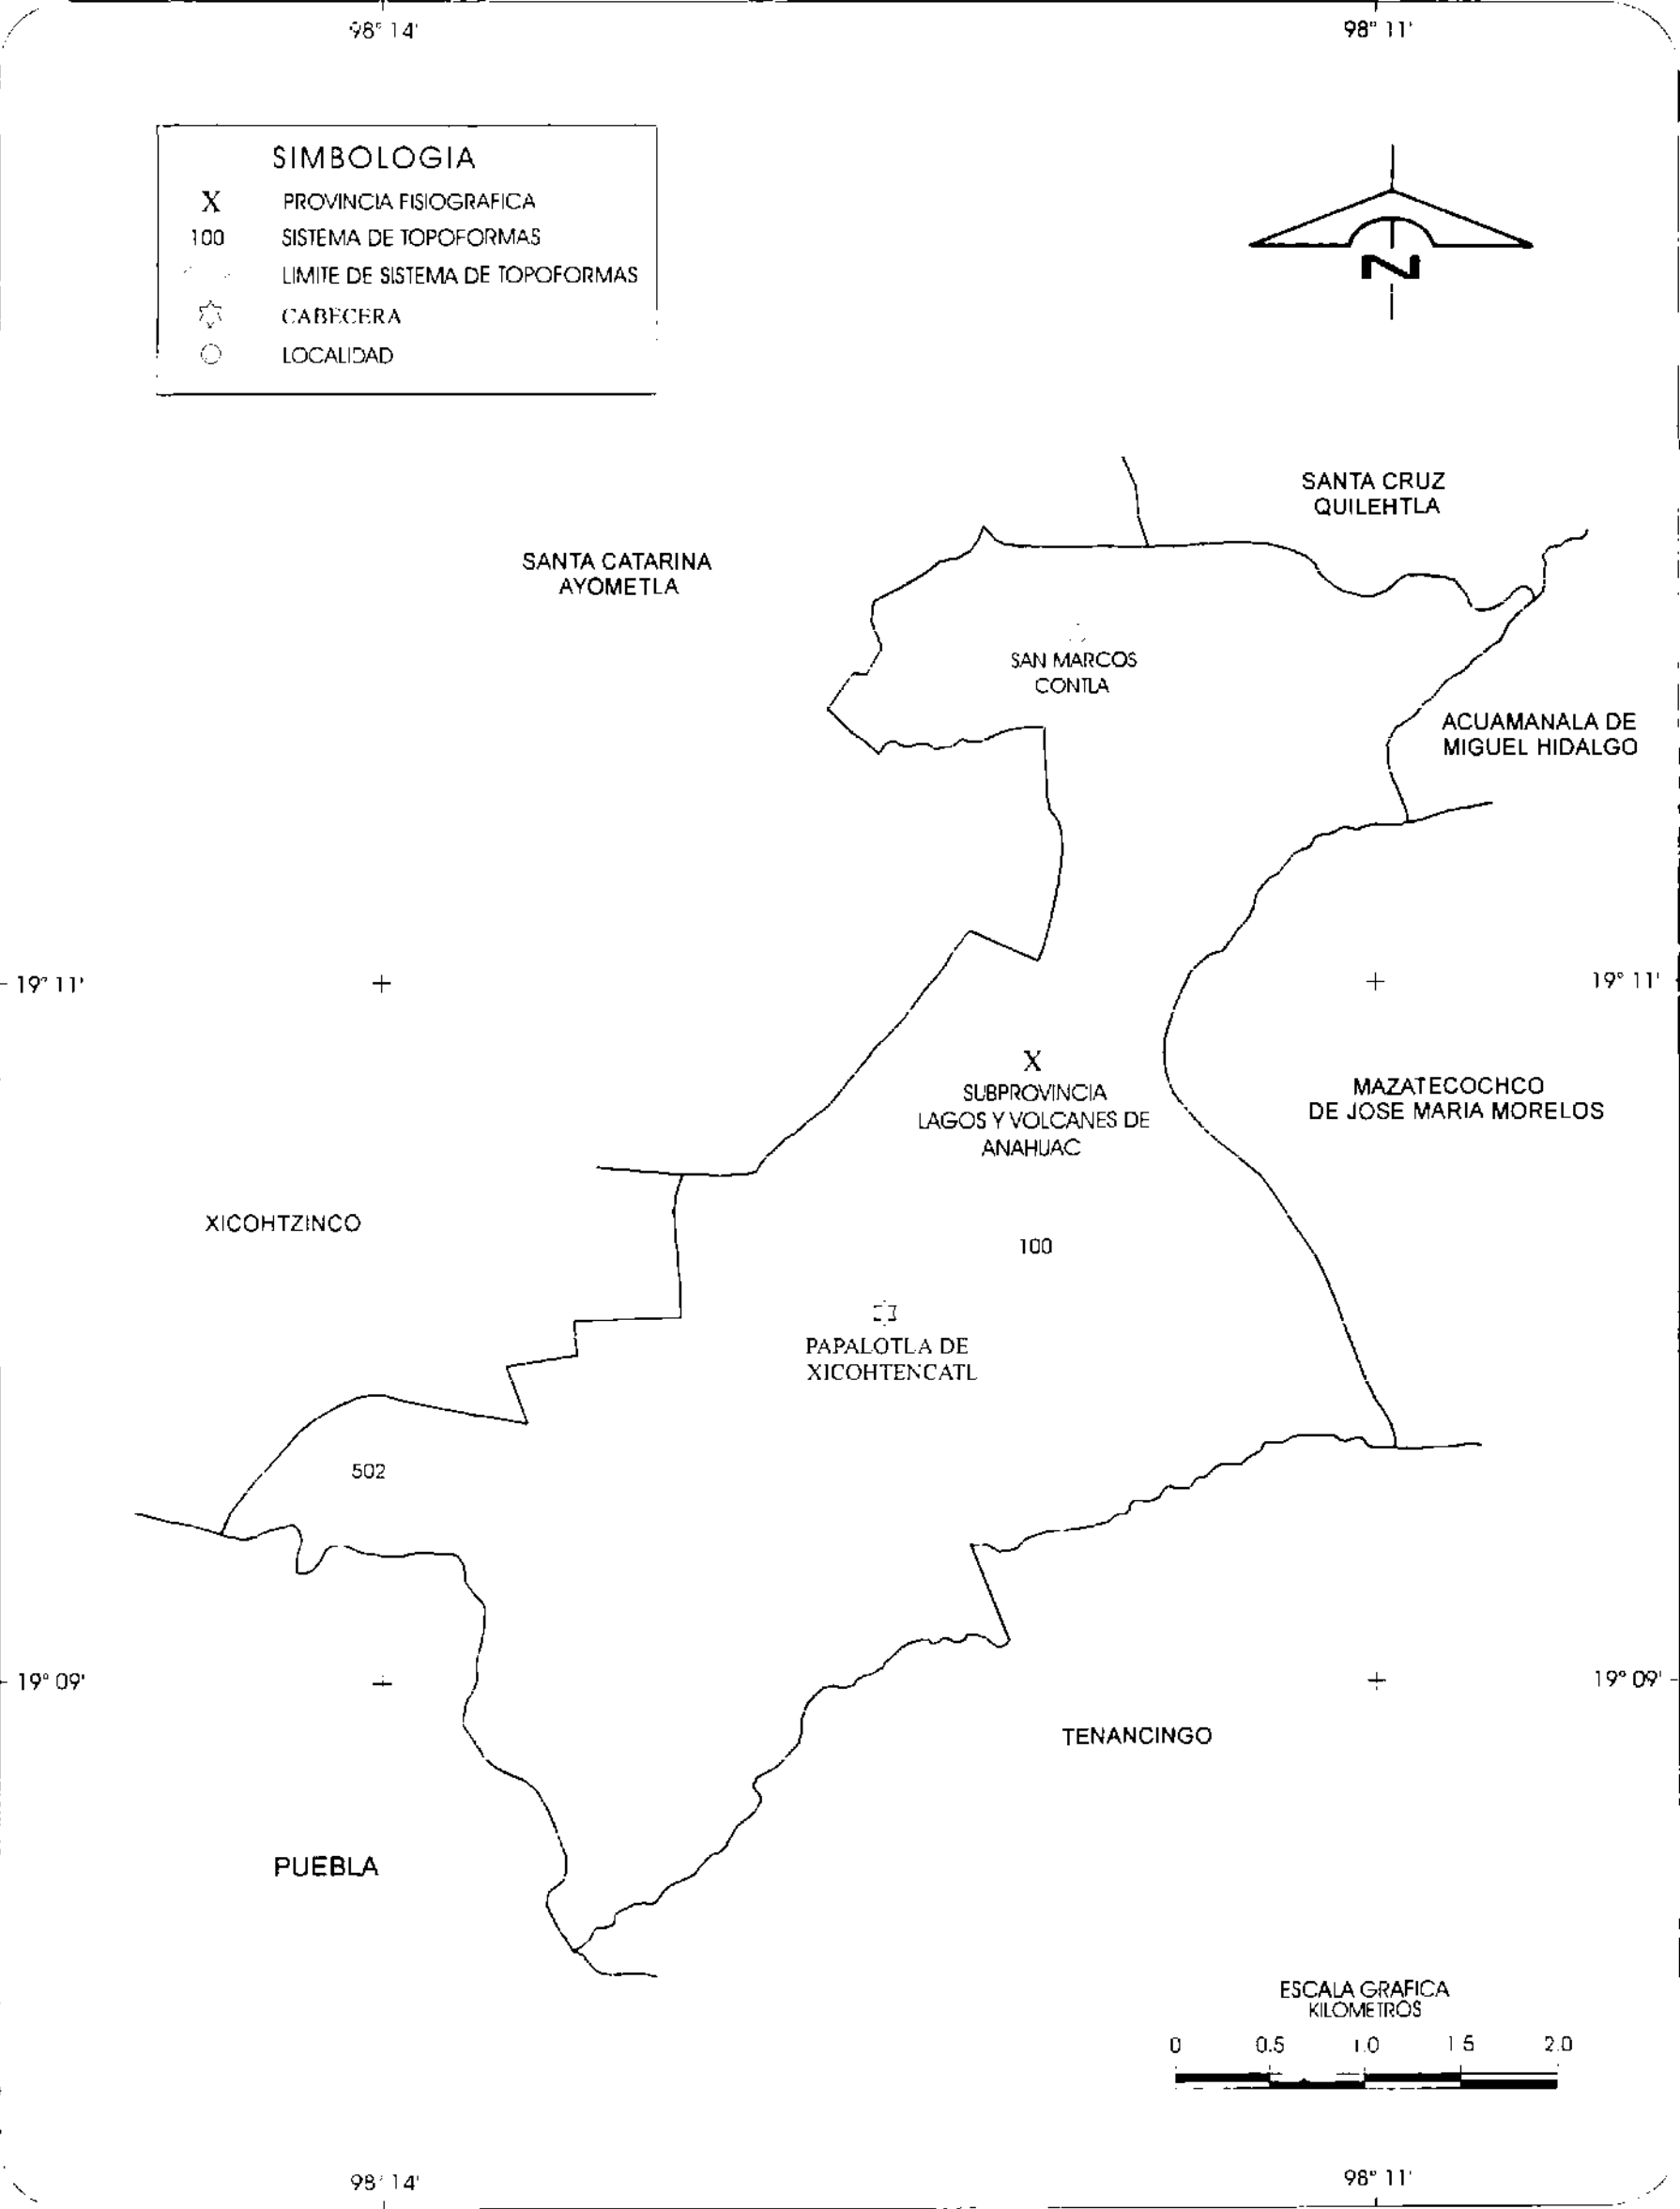 98° 14'
98° 11'
SIMBOLOGIA
X PROVINCIA FISIOGRAFICA
100 SISTEMA DE TOPOFORMAS
LIMITE DE SISTEMA DE TOPOFORMAS
CABECERA
LOCALIDAD
N
SANTA CRUZ
QUILEHTLA
SANTA CATARINA
AYOMETLA
SAN MARCOS
CONTLA
ACUAMANALA DE
MIGUEL HIDALGO
19° 11'
19° 11'
X
SUBPROVINCIA
LAGOS Y VOLCANES DE
ANAHUAC
MAZATECOCHCO
DE JOSE MARIA MORELOS
XICOHTZINCO
100
PAPALOTLA DE
XICOHTENCATL
502
19° 09'
19° 09'
TENANCINGO
PUEBLA
ESCALA GRAFICA
KILOMETROS
0 0.5 1.0 1 5 2.0
98° 14'
98° 11'